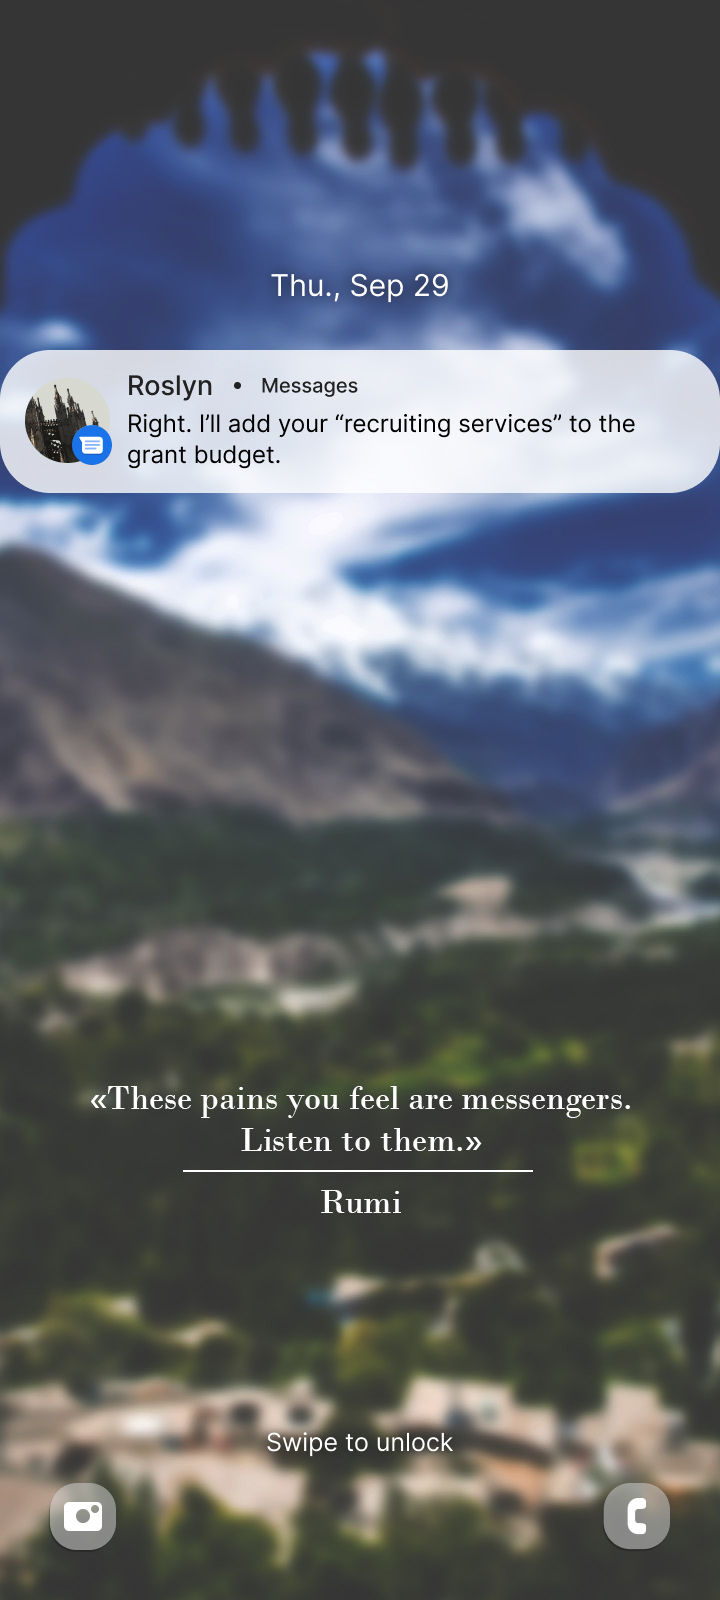 Thu., Sep 29
Roslyn • Messages
Right. I’ll add your “recruiting services” to the
grant budget.
«These pains you feel are messengers.
Listen to them.»
Rumi
Swipe to unlock